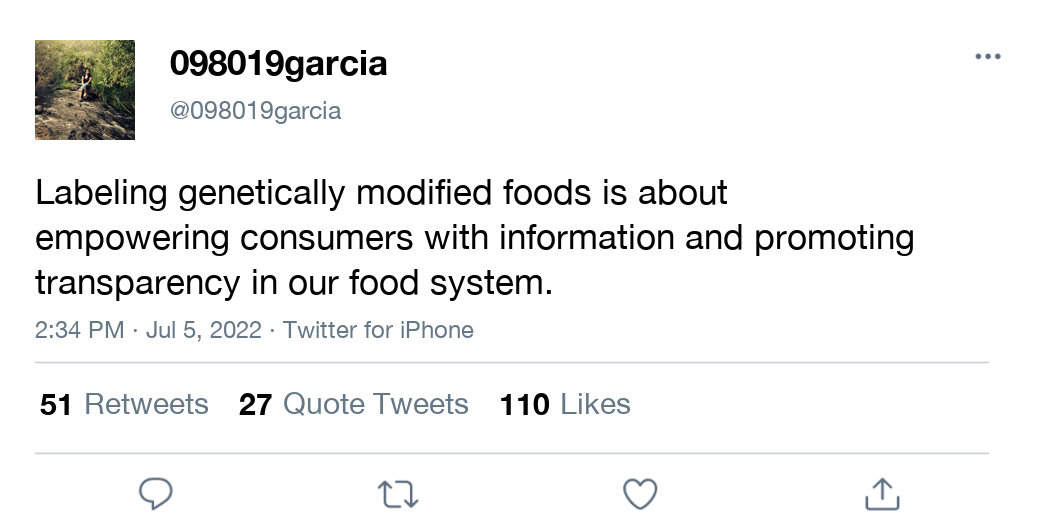 098019garcia
@098019garcia
Labeling genetically modified foods is about
empowering consumers with information and promoting
transparency in our food system.
2:34 PM · Jul 5, 2022 · Twitter for iPhone
51 Retweets 27 Quote Tweets 110 Likes